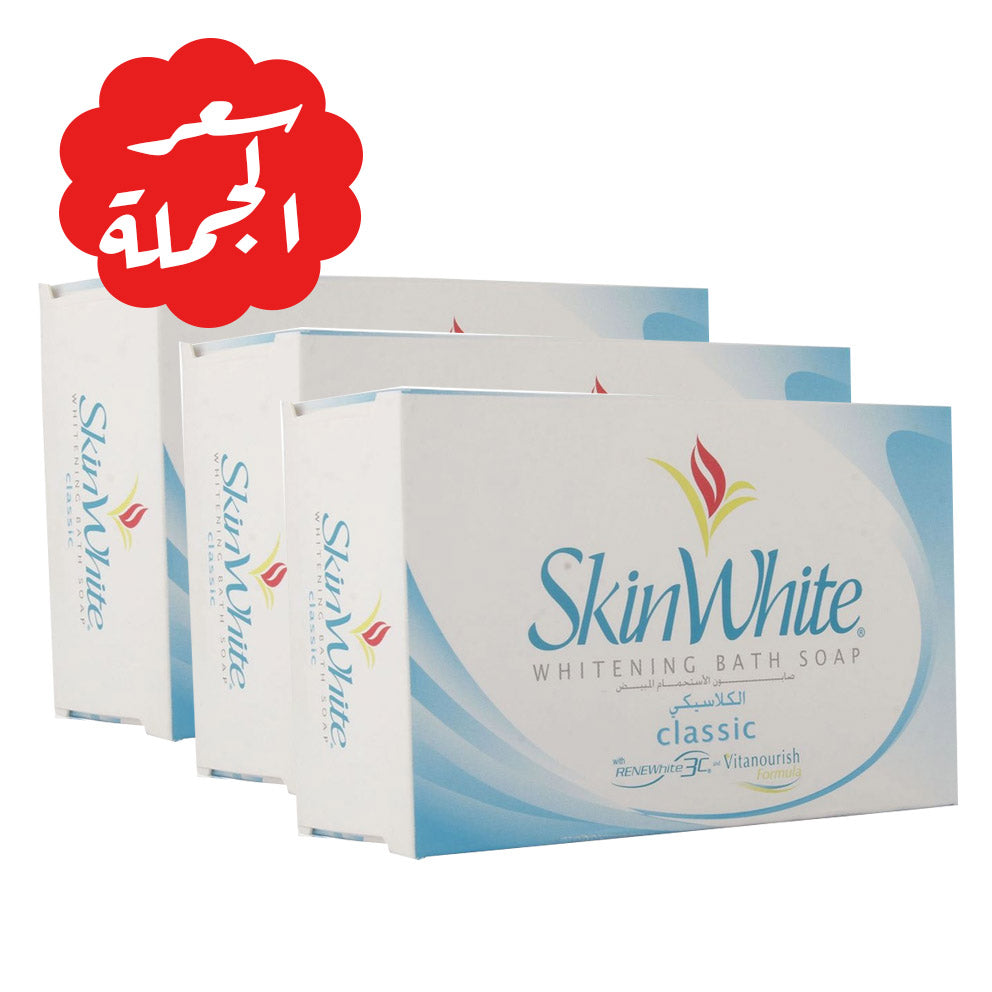 سعر
الجملة
SkinWhite
WHITENING BATH SOAP
classic
SkinWhite
WHITENING BATH SOAP
classic
SkinWhite
WHITENING BATH SOAP
classic
SkinWhite®
WHITENING BATH SOAP
صابون الاستحمام المبيض
الكلاسيكي
classic
with RENEWhite 3C® and Vitanourish
Formula